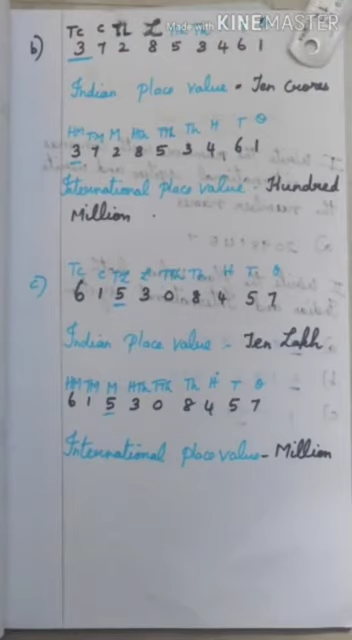 Made with KINEMASTER
TC C TL L TTh Th H T O
b) 3 7 2 8 5 3 4 6 1
Indian place value - Ten Crores
HM TM M HTh TTh Th H T O
3 7 2 8 5 3 4 6 1
International place value - Hundred
Million .
TC C TL L TTh Th H T O
c) 6 1 5 3 0 8 4 5 7
Indian place value - Ten Lakh
HM TM M HTh TTh Th H T O
6 1 5 3 0 8 4 5 7
International place value - Million